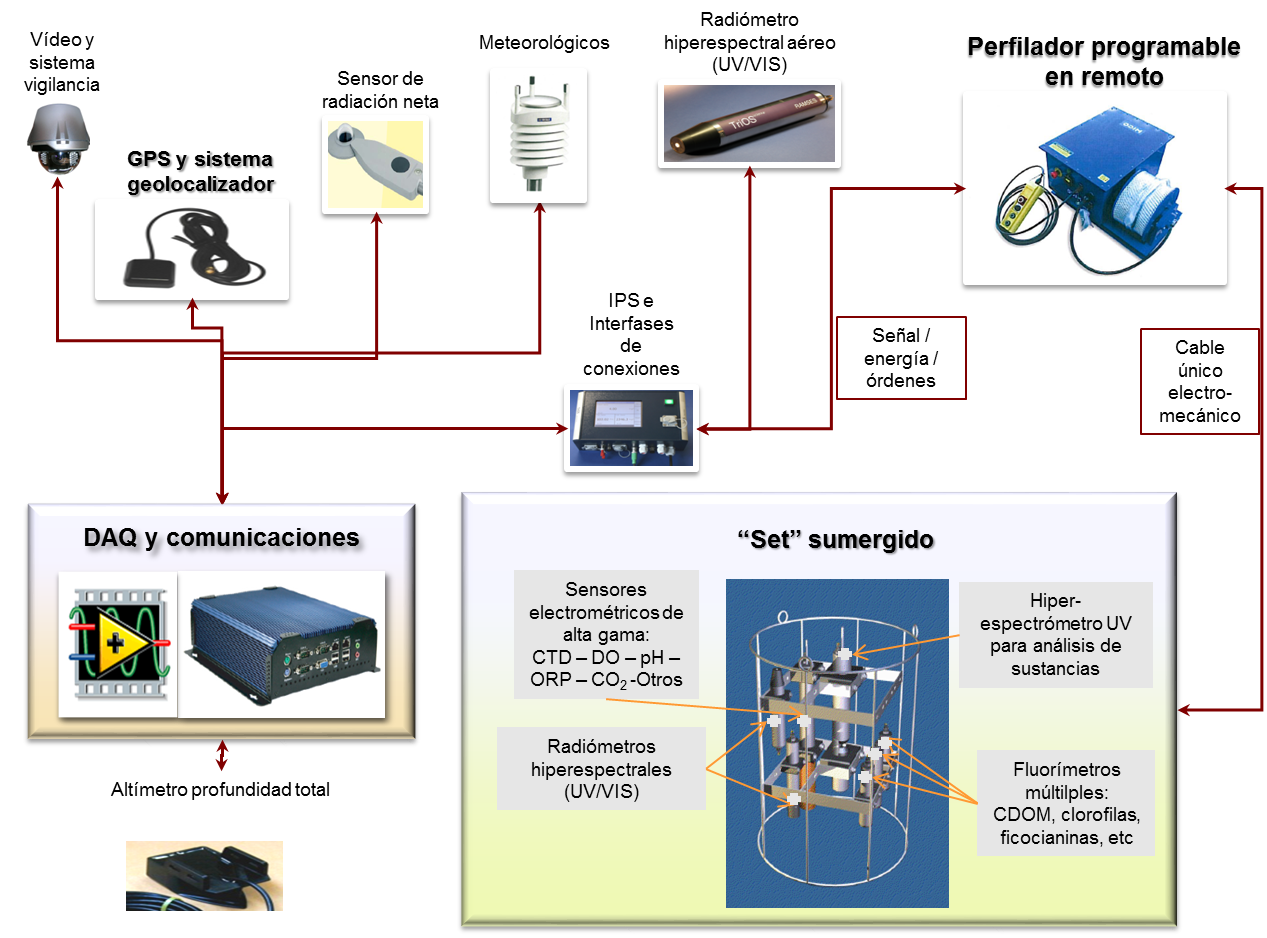 Vídeo y
sistema
vigilancia
GPS y sistema
geolocalizador
Sensor de
radiación neta
Meteorológicos
Radiómetro
hiperespectral aéreo
(UV/VIS)
TriOS
RAMSES
Perfilador programable
en remoto
IPS e
Interfases
de
conexiones
Señal /
energía /
órdenes
Cable
único
electro-
mecánico
DAQ y comunicaciones
Altímetro profundidad total
“Set” sumergido
Sensores
electrométricos de
alta gama:
CTD – DO – pH –
ORP – CO₂ -Otros
Radiómetros
hiperespectrales
(UV/VIS)
Hiper-
espectrómetro UV
para análisis de
sustancias
Fluorímetros
múltilples:
CDOM, clorofilas,
ficocianinas, etc